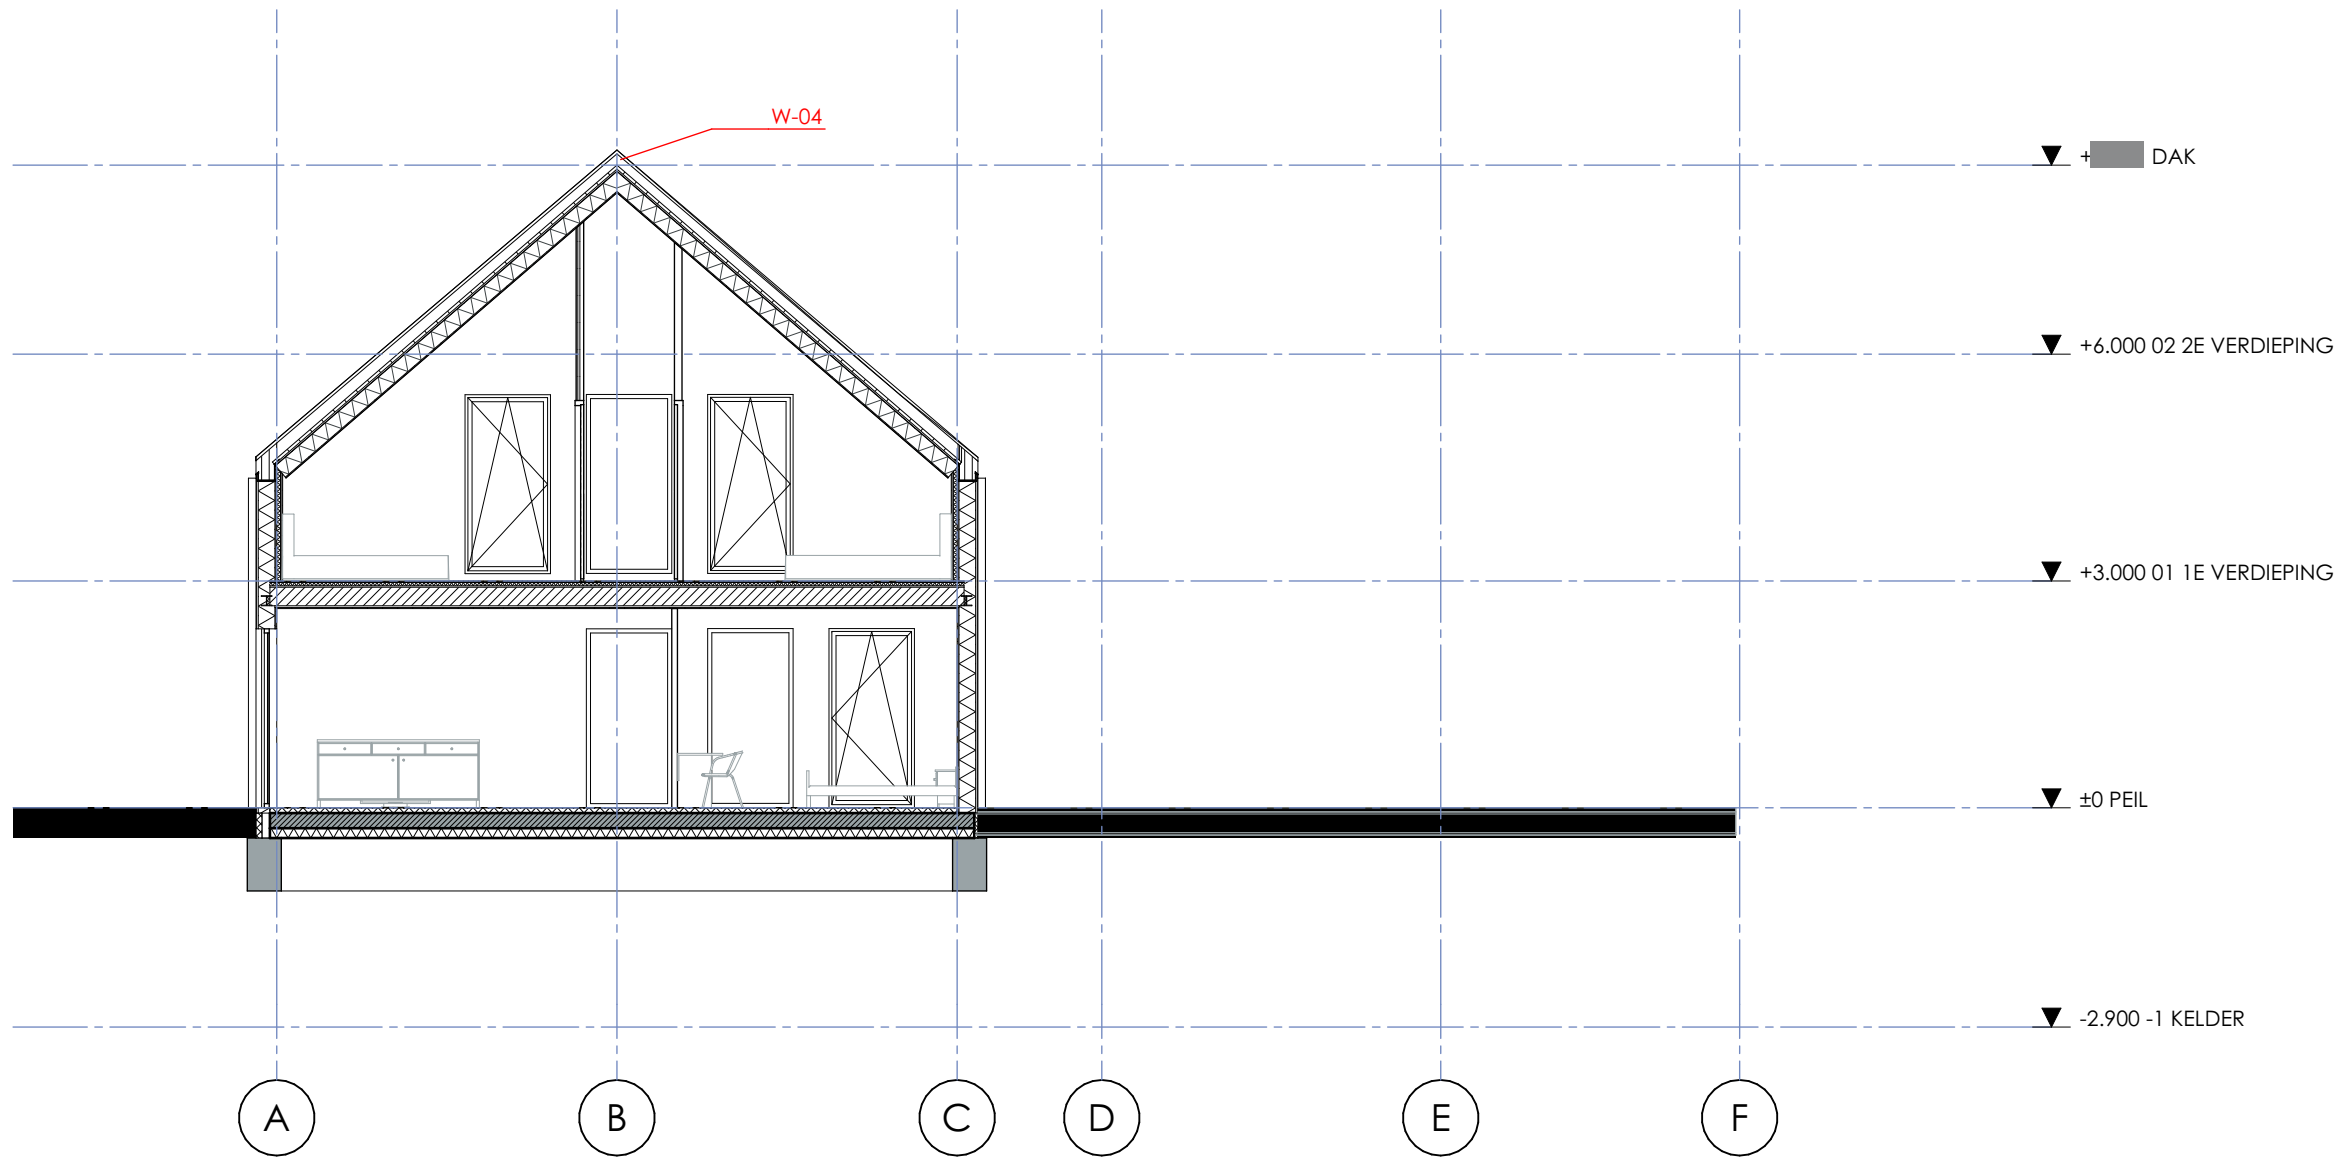 W-04
+ DAK
+6.000 02 2E VERDIEPING
+3.000 01 1E VERDIEPING
±0 PEIL
-2.900 -1 KELDER
A B C D E F